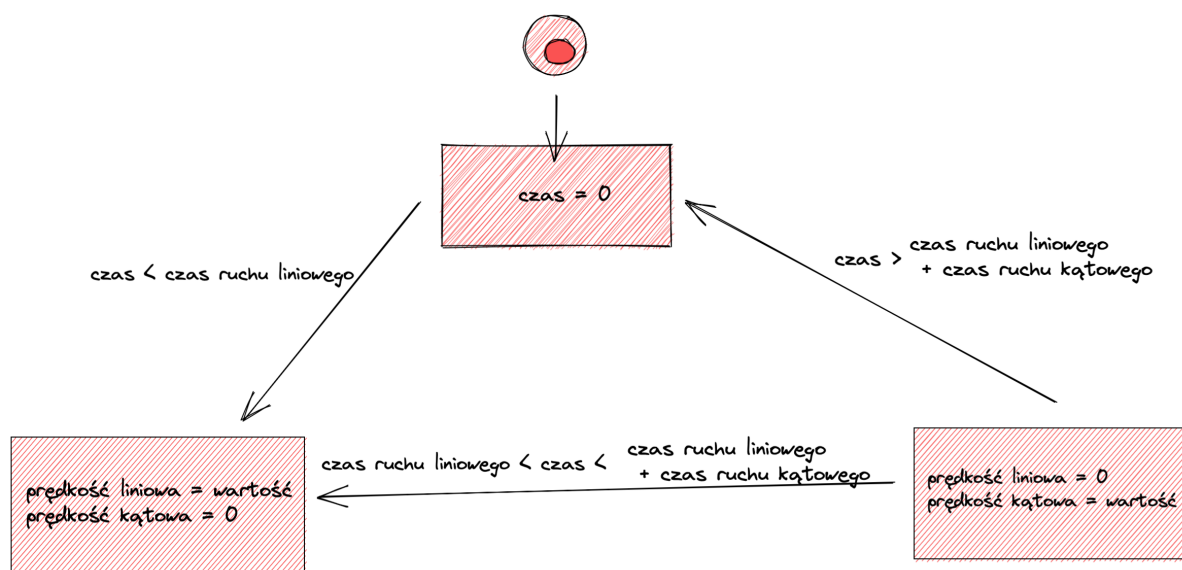 czas = 0
czas < czas ruchu liniowego
czas > czas ruchu liniowego
+ czas ruchu kątowego
czas ruchu liniowego < czas < czas ruchu liniowego
+ czas ruchu kątowego
prędkość liniowa = wartość
prędkość kątowa = 0
prędkość liniowa = 0
prędkość kątowa = wartość